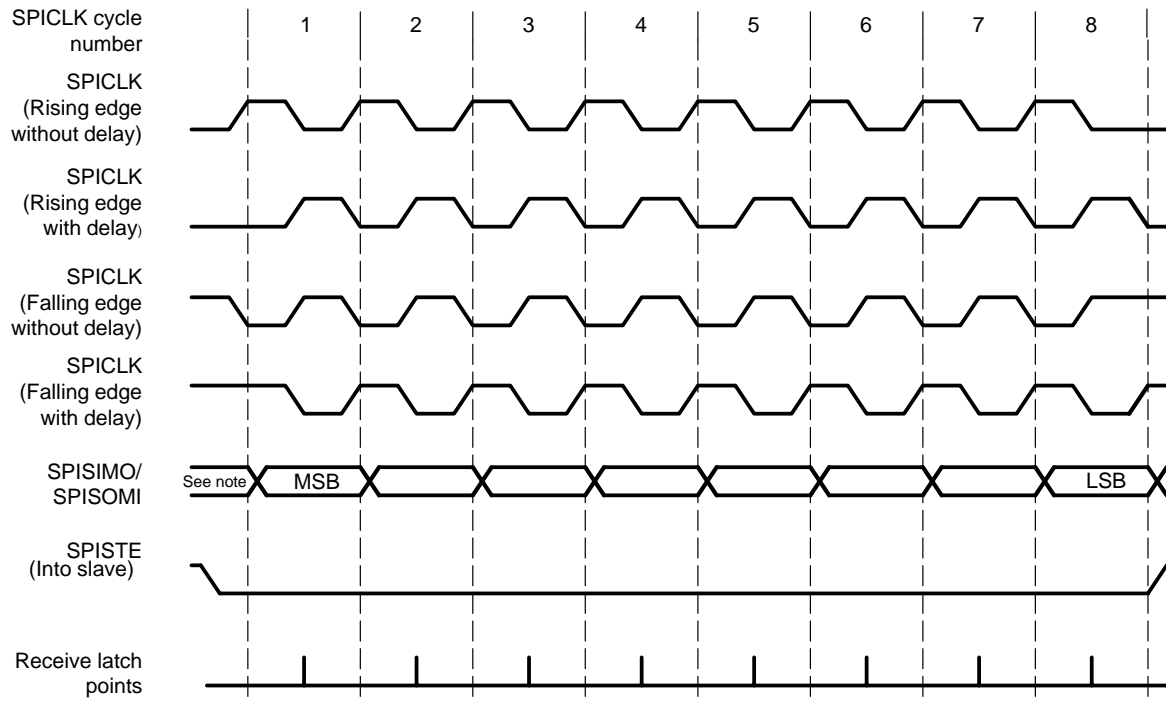 SPICLK cycle
number
1 2 3 4 5 6 7 8
SPICLK
(Rising edge
without delay)
SPICLK
(Rising edge
with delay)
SPICLK
(Falling edge
without delay)
SPICLK
(Falling edge
with delay)
SPISIMO/
SPISOMI
See note MSB LSB
SPISTE
(Into slave)
Receive latch
points